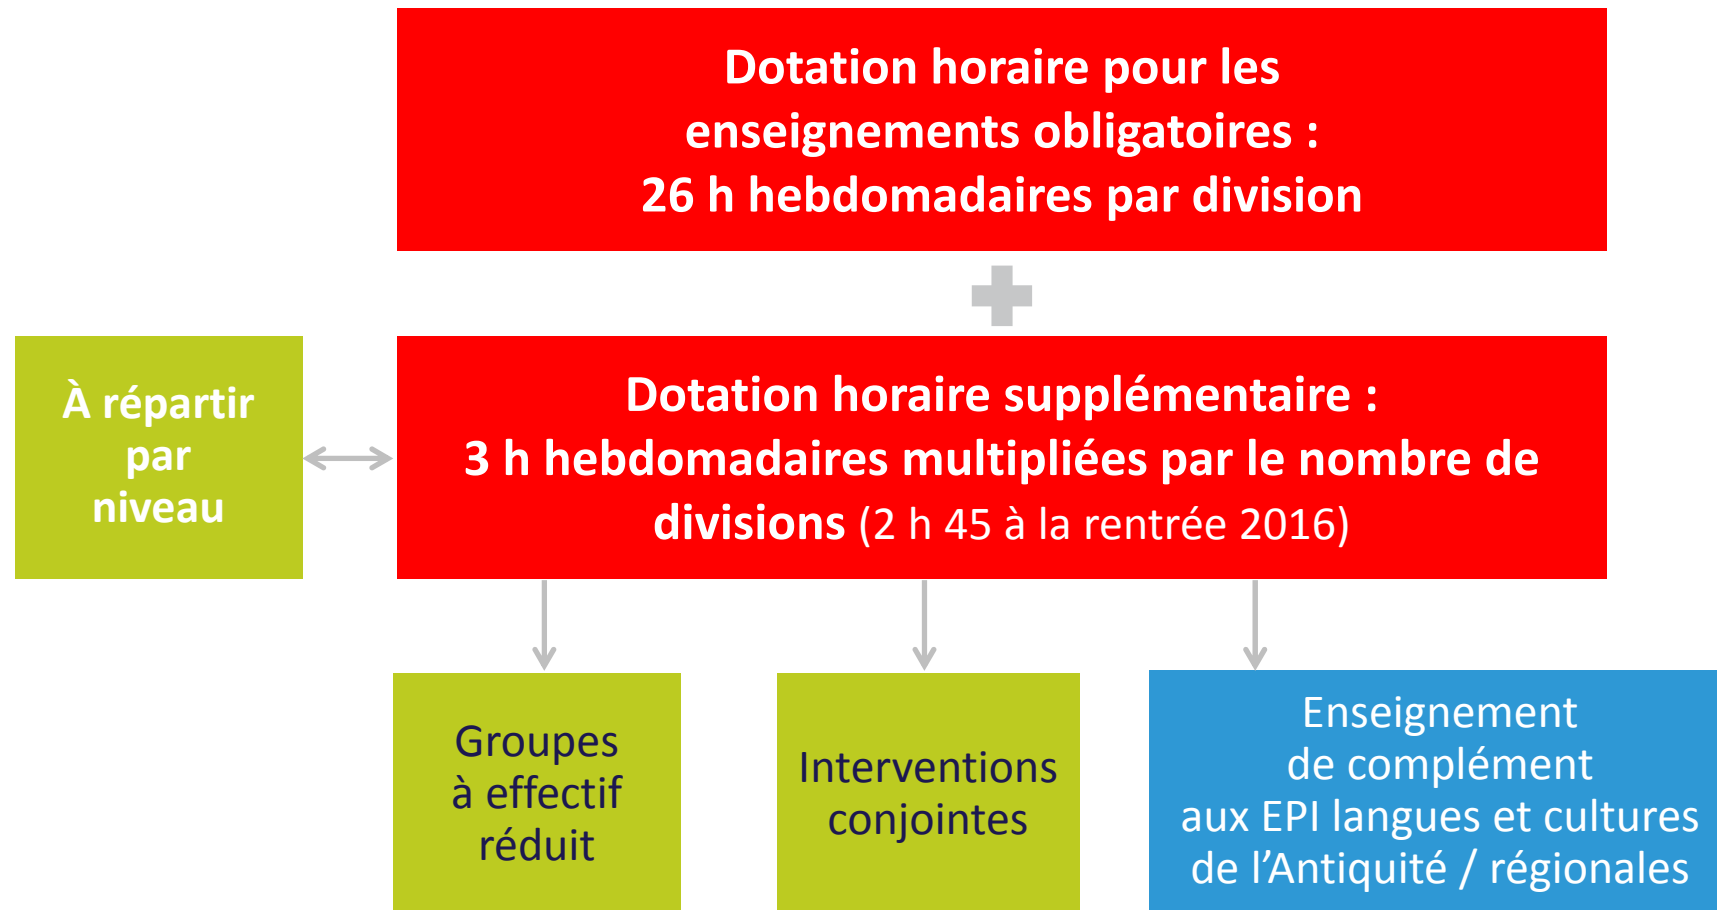 Dotation horaire pour les
enseignements obligatoires :
26 h hebdomadaires par division
À répartir
par
niveau
Dotation horaire supplémentaire :
3 h hebdomadaires multipliées par le nombre de
divisions (2 h 45 à la rentrée 2016)
Groupes
à effectif
réduit
Interventions
conjointes
Enseignement
de complément
aux EPI langues et cultures
de l’Antiquité / régionales